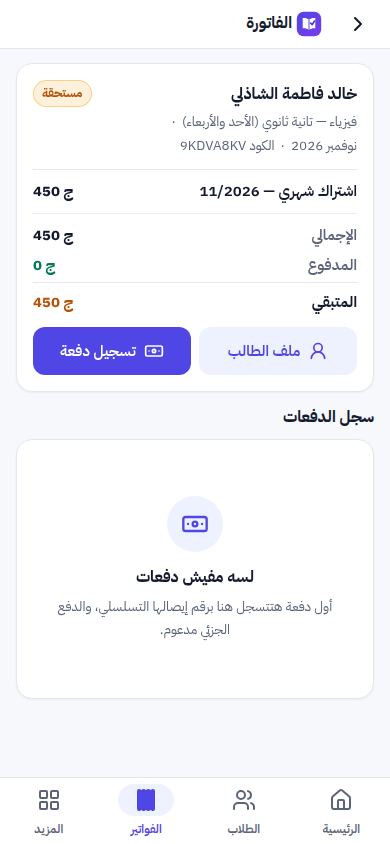 الفاتورة
خالد فاطمة الشاذلي
مستحقة
فيزياء — تانية ثانوي (الأحد والأربعاء) ·
نوفمبر 2026 · الكود 9KDVA8KV
اشتراك شهري — 11/2026
450 ج
الإجمالي
450 ج
المدفوع
0 ج
المتبقي
450 ج
ملف الطالب
تسجيل دفعة
سجل الدفعات
لسه مفيش دفعات
أول دفعة هتتسجل هنا برقم إيصالها التسلسلي، والدفع
الجزئي مدعوم.
الرئيسية
الطلاب
الفواتير
المزيد